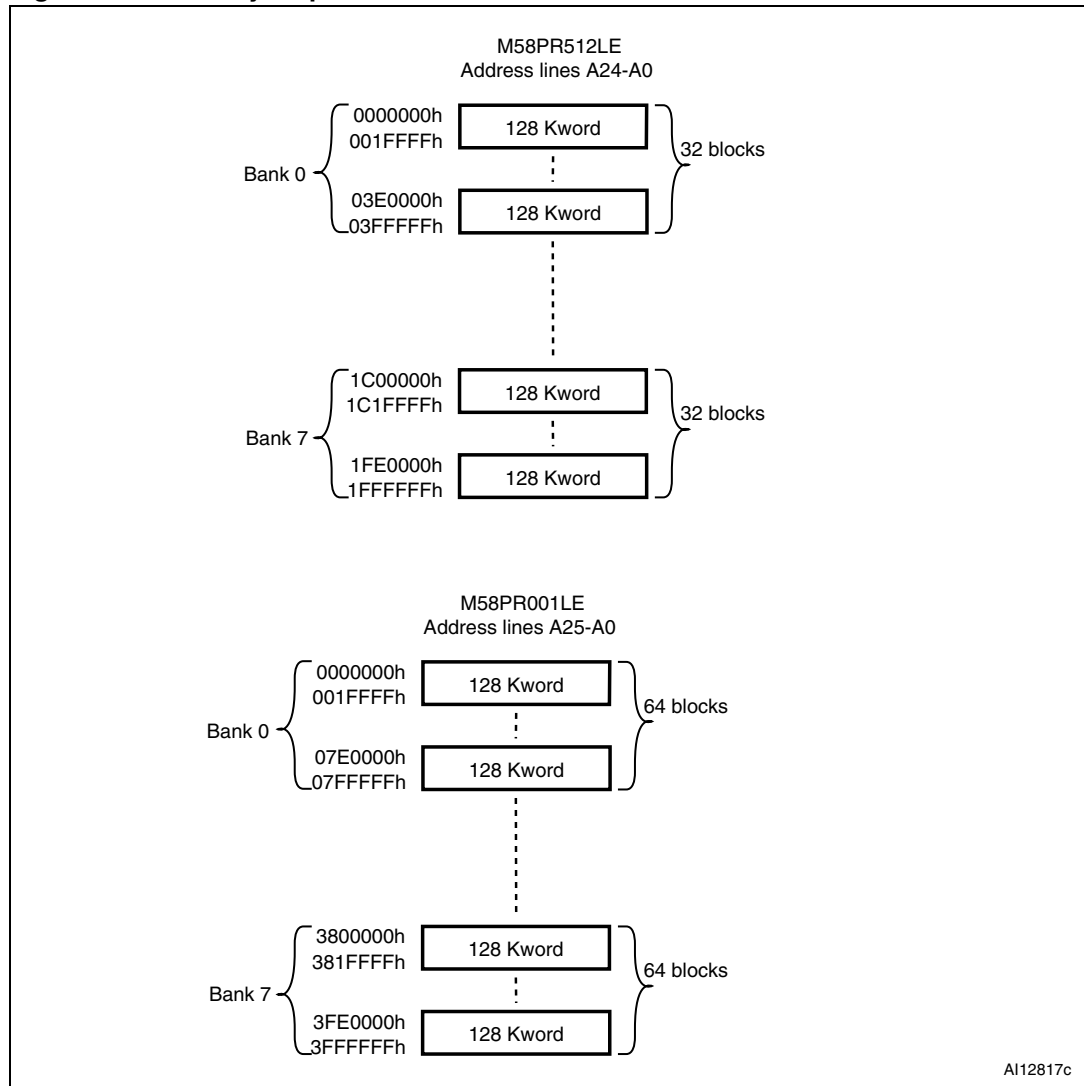 M58PR512LE
Address lines A24-A0
0000000h
001FFFFh
128 Kword
32 blocks
Bank 0
03E0000h
03FFFFFh
128 Kword
1C00000h
1C1FFFFh
128 Kword
32 blocks
Bank 7
1FE0000h
1FFFFFFh
128 Kword
M58PR001LE
Address lines A25-A0
0000000h
001FFFFh
128 Kword
64 blocks
Bank 0
07E0000h
07FFFFFh
128 Kword
3800000h
381FFFFh
128 Kword
64 blocks
Bank 7
3FE0000h
3FFFFFFh
128 Kword
AI12817c